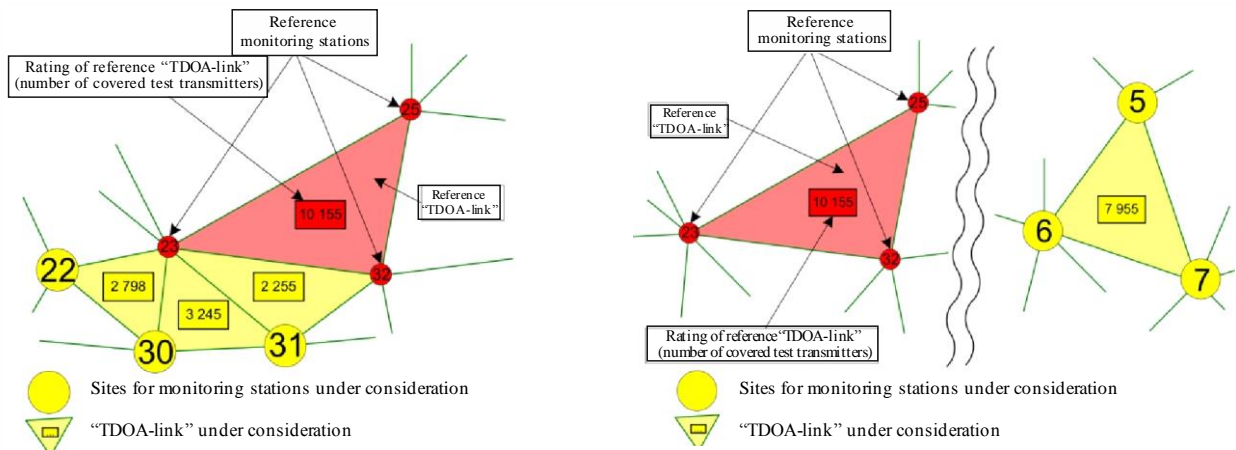 Reference
monitoring stations
Rating of reference “TDOA-link”
(number of covered test transmitters)
25
Reference
“TDOA-link”
10 155
23
32
22
2 798
2 255
3 245
30
31
Sites for monitoring stations under consideration
...
“TDOA-link” under consideration
Reference
monitoring stations
25
Reference
“TDOA-link”
10 155
23
32
Rating of reference“TDOA-link”
(number of covered test transmitters)
5
7 955
6
7
Sites for monitoring stations under consideration
“TDOA-link” under consideration